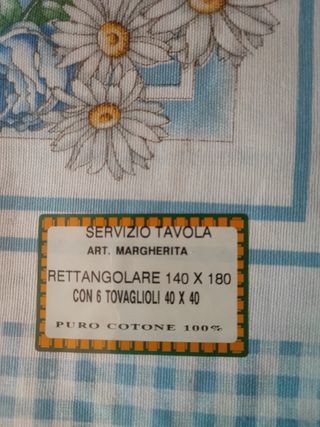 SERVIZIO TAVOLA
ART. MARGHERITA
RETTANGOLARE 140 X 180
CON 6 TOVAGLIOLI 40 X 40
PURO COTONE 100%